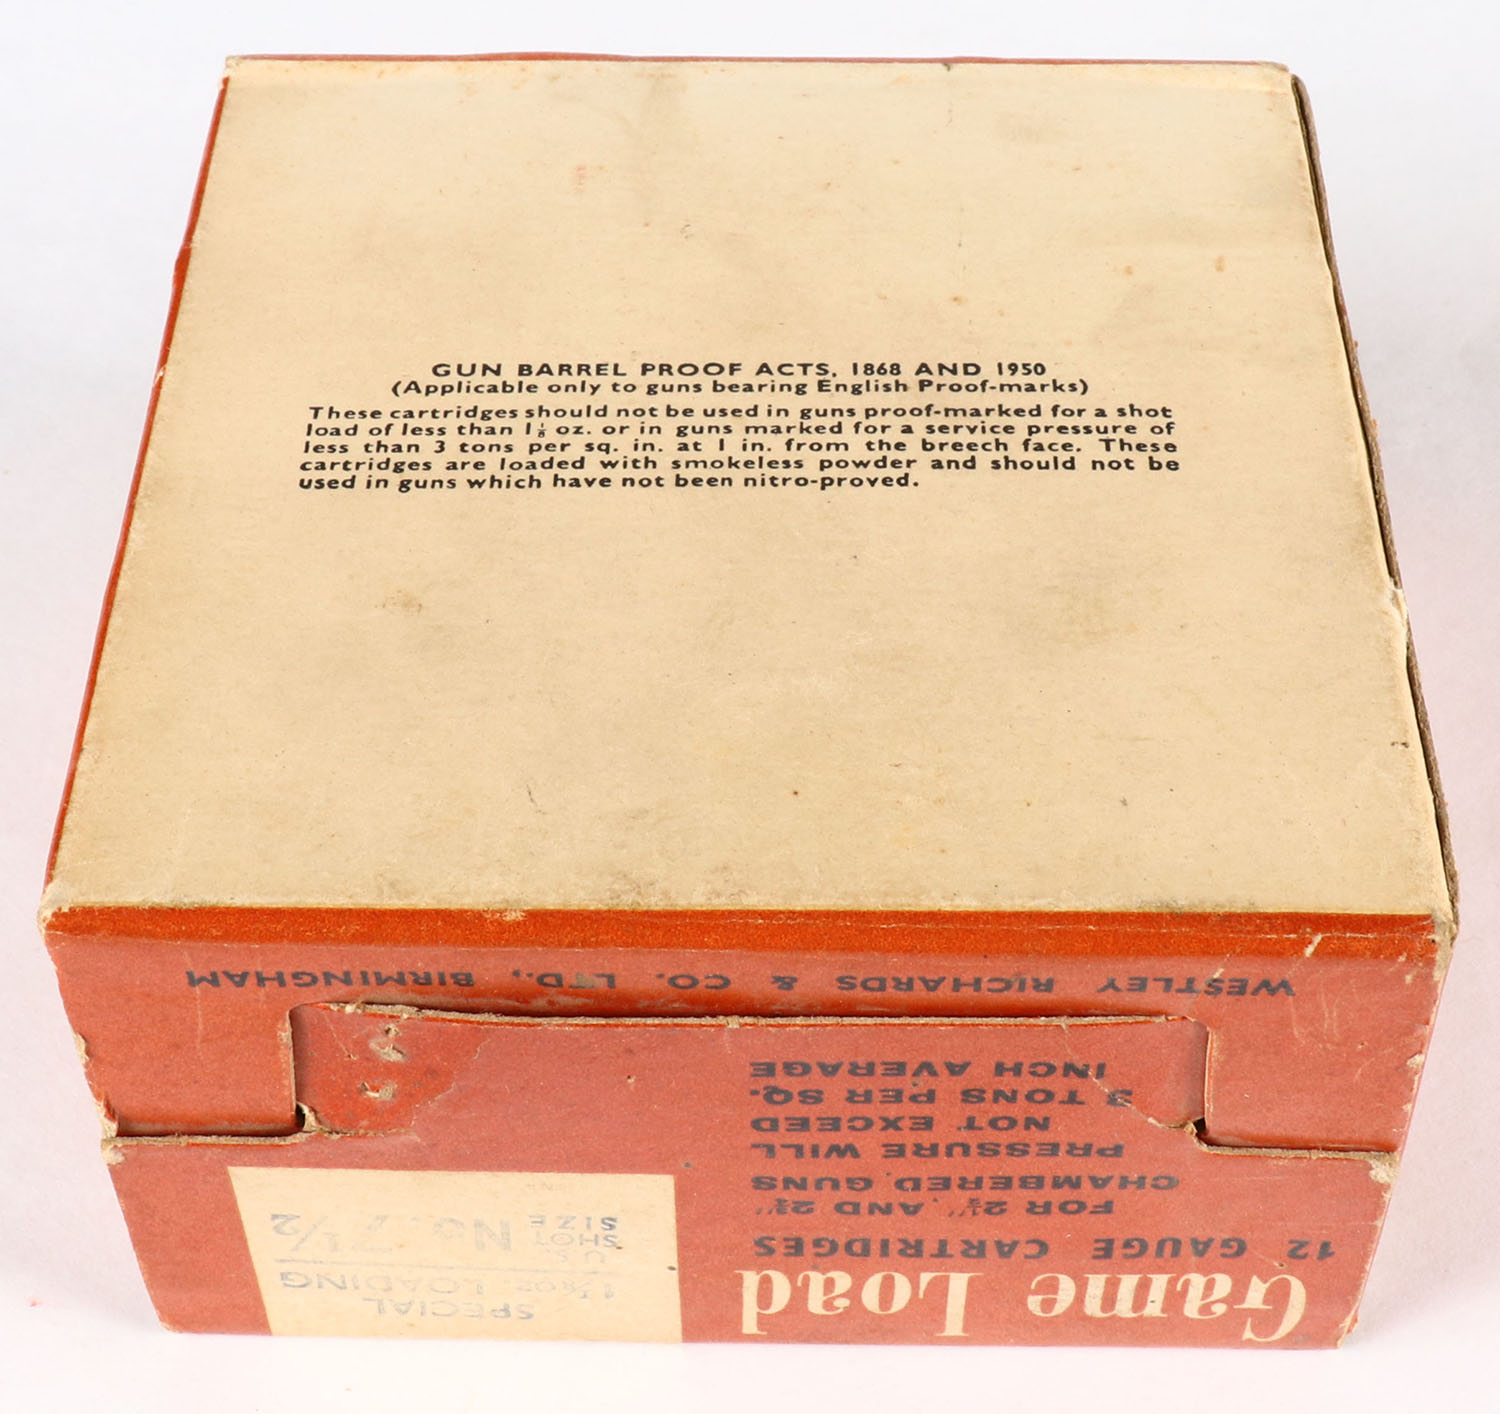 GUN BARREL PROOF ACTS, 1868 AND 1950
(Applicable only to guns bearing English Proof-marks)
These cartridges should not be used in guns proof-marked for a shot
load of less than 1⅛ oz. or in guns marked for a service pressure of
less than 3 tons per sq. in. at 1 in. from the breech face. These
cartridges are loaded with smokeless powder and should not be
used in guns which have not been nitro-proved.
Game Load
12 GAUGE CARTRIDGES
FOR 2½" AND 2¾"
CHAMBERED GUNS
PRESSURE WILL
NOT EXCEED
3 TONS PER SQ.
INCH AVERAGE
WESTLEY RICHARDS & CO. LTD., BIRMINGHAM
SPECIAL
1⅛ OZ LOADING
SHOT
SIZE No. 1/2